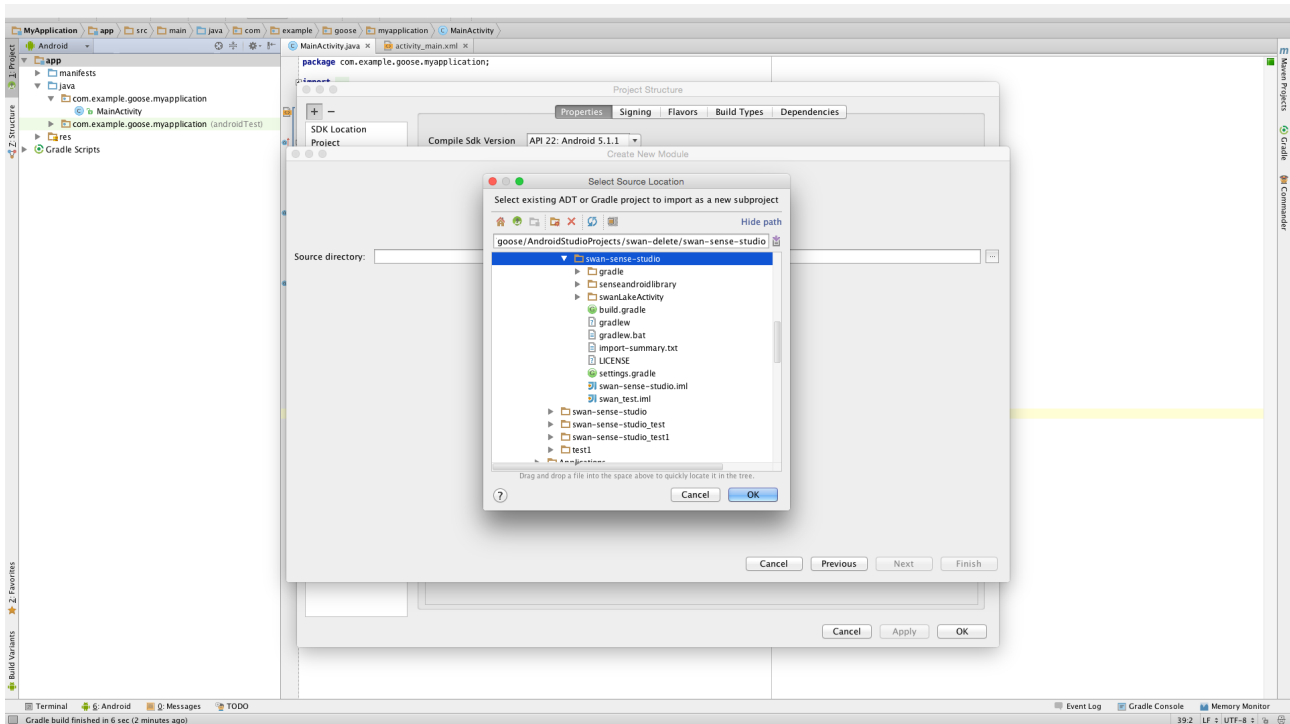 MyApplication app src main java com example goose myapplication MainActivity
Android
MainActivity.java × activity_main.xml ×
1: Project
Z: Structure
2: Favorites
Build Variants
app
manifests
java
com.example.goose.myapplication
MainActivity
com.example.goose.myapplication (androidTest)
res
Gradle Scripts
package com.example.goose.myapplication;
Project Structure
+ −
SDK Location
Project
Properties Signing Flavors Build Types Dependencies
Compile Sdk Version API 22: Android 5.1.1
Create New Module
Source directory: ...
Select Source Location
Select existing ADT or Gradle project to import as a new subproject
Hide path
goose/AndroidStudioProjects/swan-delete/swan-sense-studio
swan-sense-studio
gradle
senseandroidlibrary
swanLakeActivity
build.gradle
gradlew
gradlew.bat
import-summary.txt
LICENSE
settings.gradle
swan-sense-studio.iml
swan_test.iml
swan-sense-studio
swan-sense-studio_test
swan-sense-studio_test1
test1
Applications
Drag and drop a file into the space above to quickly locate it in the tree.
? Cancel OK
Cancel Previous Next Finish
Cancel Apply OK
Maven Projects
Gradle
Commander
Terminal 6: Android 0: Messages TODO
Event Log Gradle Console Memory Monitor
Gradle build finished in 6 sec (2 minutes ago)
39:2 LF UTF-8